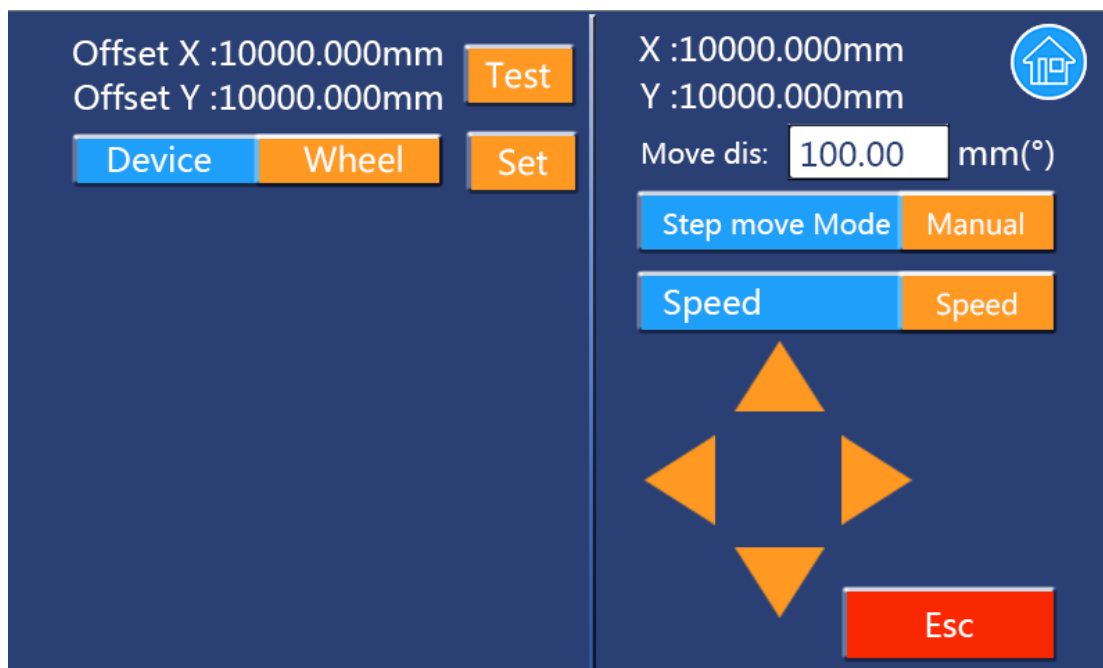 Offset X :10000.000mm
Offset Y :10000.000mm
Test
Device Wheel
Set
X :10000.000mm
Y :10000.000mm
Move dis: 100.00 mm(°)
Step move Mode Manual
Speed Speed
Esc